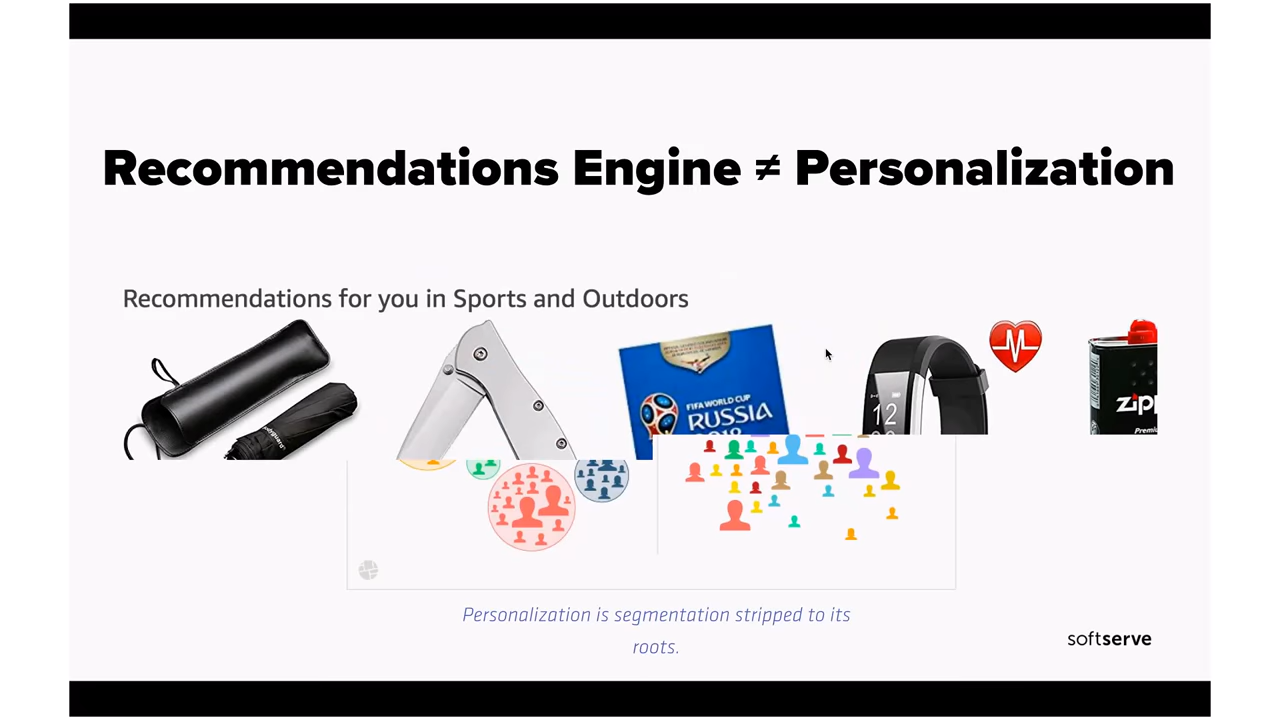 Recommendations Engine ≠ Personalization
Recommendations for you in Sports and Outdoors
FIFA WORLD CUP
RUSSIA
2018
12
Personalization is segmentation stripped to its
roots.
softserve